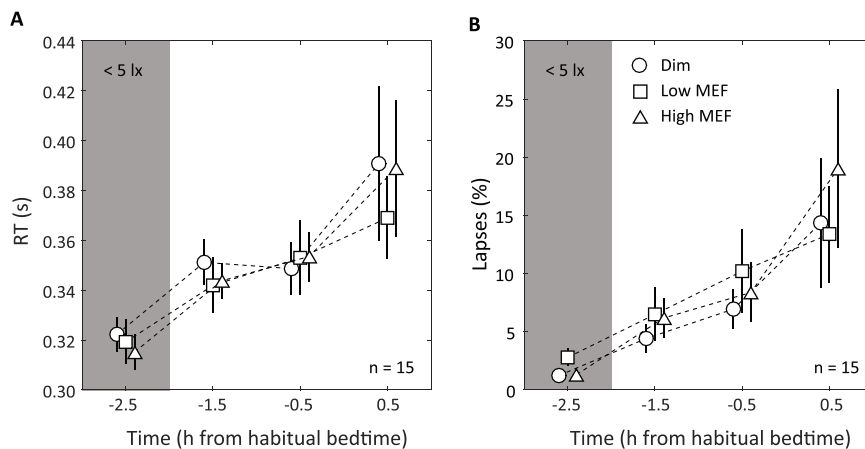 A
0.44
0.42
0.40
0.38
0.36
0.34
0.32
0.30
RT (s)
< 5 lx
n = 15
-2.5
-1.5
-0.5
0.5
Time (h from habitual bedtime)
B
30
25
20
15
10
5
0
Lapses (%)
< 5 lx
Dim
Low MEF
High MEF
n = 15
-2.5
-1.5
-0.5
0.5
Time (h from habitual bedtime)